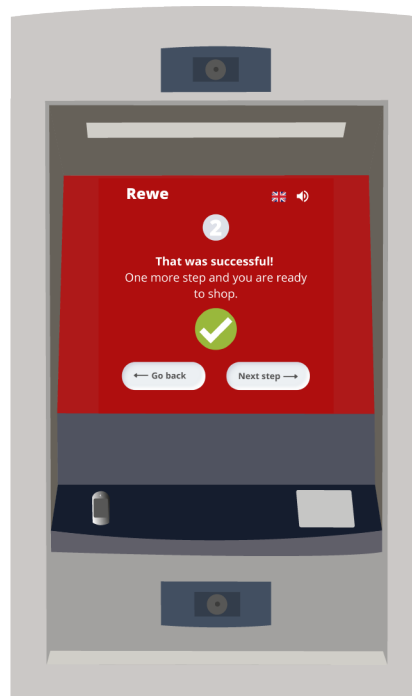 Rewe
2
That was successful!
One more step and you are ready
to shop.
Go back
Next step